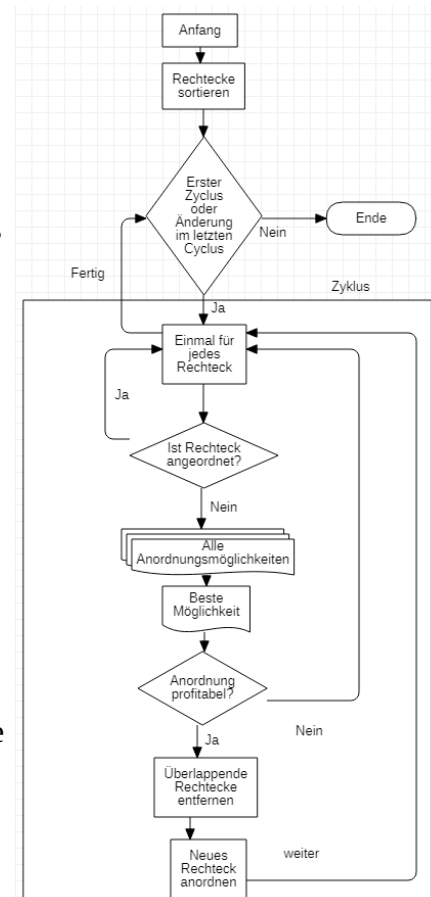 Anfang
Rechtecke
sortieren
Erster
Zyclus
oder
Änderung
im letzten
Cyclus
Nein
Ende
Fertig
Zyklus
Ja
Einmal für
jedes
Rechteck
Ja
Ist Rechteck
angeordnet?
Nein
Alle
Anordnungsmöglichkeiten
Beste
Möglichkeit
Anordnung
profitabel?
Nein
Ja
Überlappende
Rechtecke
entfernen
Neues
Rechteck
anordnen
weiter
e